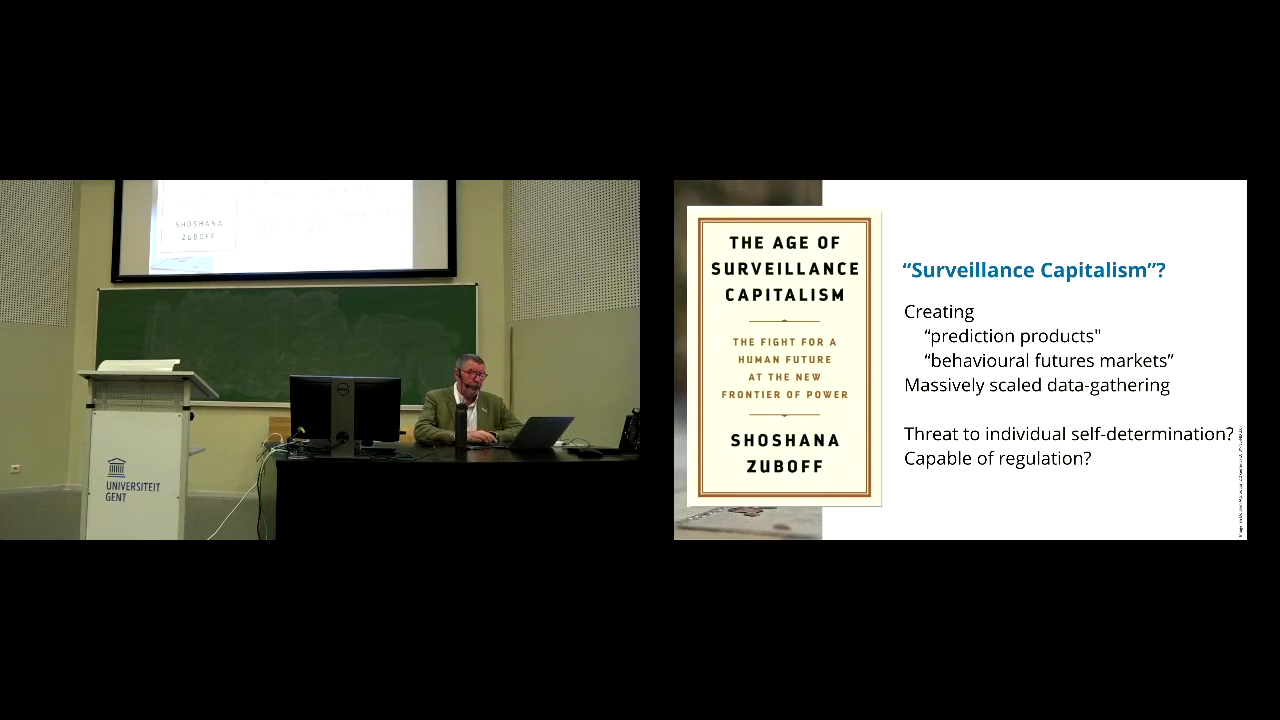 SHOSHANA
ZUBOFF
UNIVERSITEIT
GENT
DELL
THE AGE OF
SURVEILLANCE
CAPITALISM
THE FIGHT FOR A
HUMAN FUTURE
AT THE NEW
FRONTIER OF POWER
SHOSHANA
ZUBOFF
“Surveillance Capitalism”?
Creating
“prediction products"
“behavioural futures markets”
Massively scaled data-gathering
Threat to individual self-determination?
Capable of regulation?